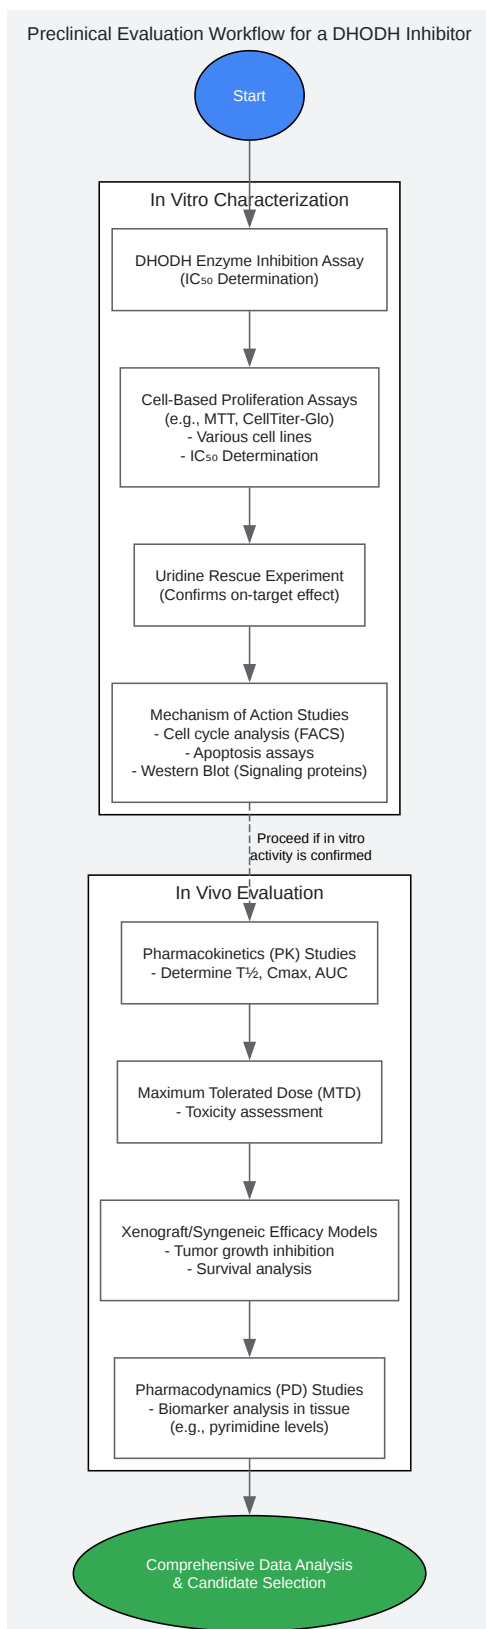 Preclinical Evaluation Workflow for a DHODH Inhibitor
Start
In Vitro Characterization
DHODH Enzyme Inhibition Assay
(IC₅₀ Determination)
Cell-Based Proliferation Assays
(e.g., MTT, CellTiter-Glo)
- Various cell lines
- IC₅₀ Determination
Uridine Rescue Experiment
(Confirms on-target effect)
Mechanism of Action Studies
- Cell cycle analysis (FACS)
- Apoptosis assays
- Western Blot (Signaling proteins)
Proceed if in vitro
activity is confirmed
In Vivo Evaluation
Pharmacokinetics (PK) Studies
- Determine T½, Cmax, AUC
Maximum Tolerated Dose (MTD)
- Toxicity assessment
Xenograft/Syngeneic Efficacy Models
- Tumor growth inhibition
- Survival analysis
Pharmacodynamics (PD) Studies
- Biomarker analysis in tissue
(e.g., pyrimidine levels)
Comprehensive Data Analysis
& Candidate Selection